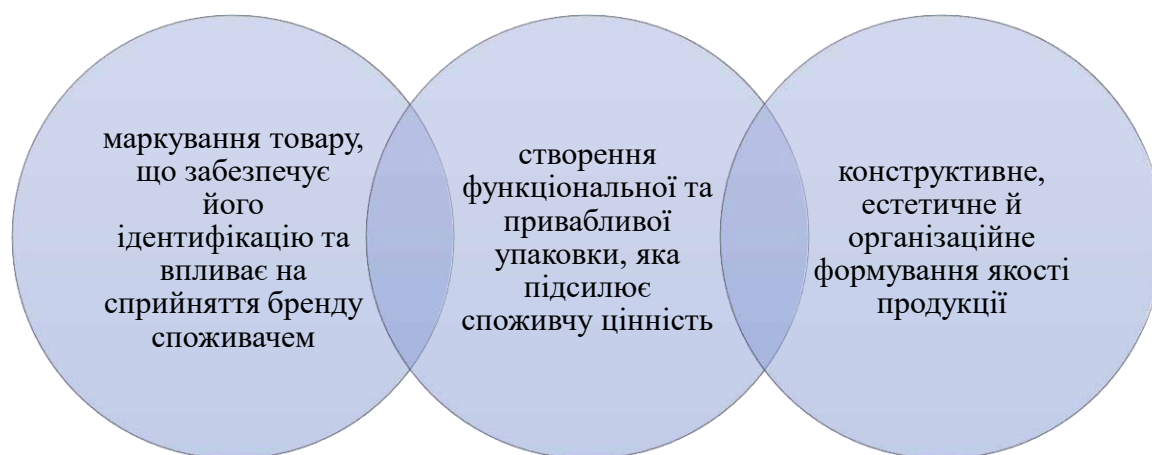 маркування товару,
що забезпечує
його
ідентифікацію та
впливає на
сприйняття бренду
споживачем
створення
функціональної та
привабливої
упаковки, яка
підсилює
споживчу цінність
конструктивне,
естетичне й
організаційне
формування якості
продукції